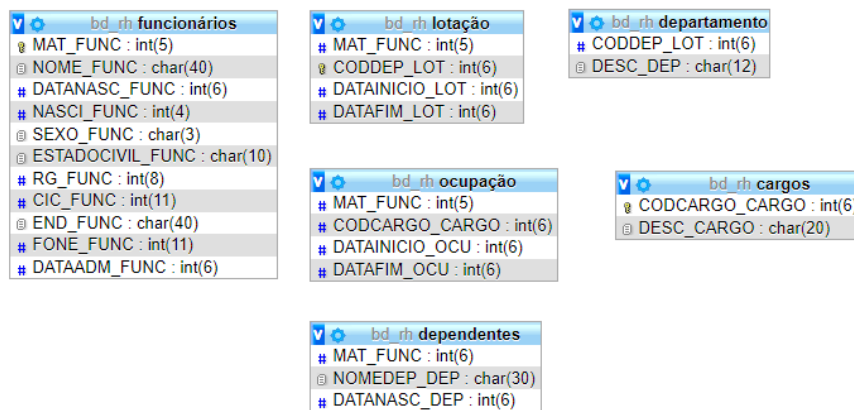 bd_rh funcionários
MAT_FUNC : int(5)
NOME_FUNC : char(40)
DATANASC_FUNC : int(6)
NASCI_FUNC : int(4)
SEXO_FUNC : char(3)
ESTADOCIVIL_FUNC : char(10)
RG_FUNC : int(8)
CIC_FUNC : int(11)
END_FUNC : char(40)
FONE_FUNC : int(11)
DATAADM_FUNC : int(6)
bd_rh lotação
MAT_FUNC : int(5)
CODDEP_LOT : int(6)
DATAINICIO_LOT : int(6)
DATAFIM_LOT : int(6)
bd_rh departamento
CODDEP_LOT : int(6)
DESC_DEP : char(12)
bd_rh ocupação
MAT_FUNC : int(5)
CODCARGO_CARGO : int(6)
DATAINICIO_OCU : int(6)
DATAFIM_OCU : int(6)
bd_rh cargos
CODCARGO_CARGO : int(6)
DESC_CARGO : char(20)
bd_rh dependentes
MAT_FUNC : int(6)
NOMEDEP_DEP : char(30)
DATANASC_DEP : int(6)